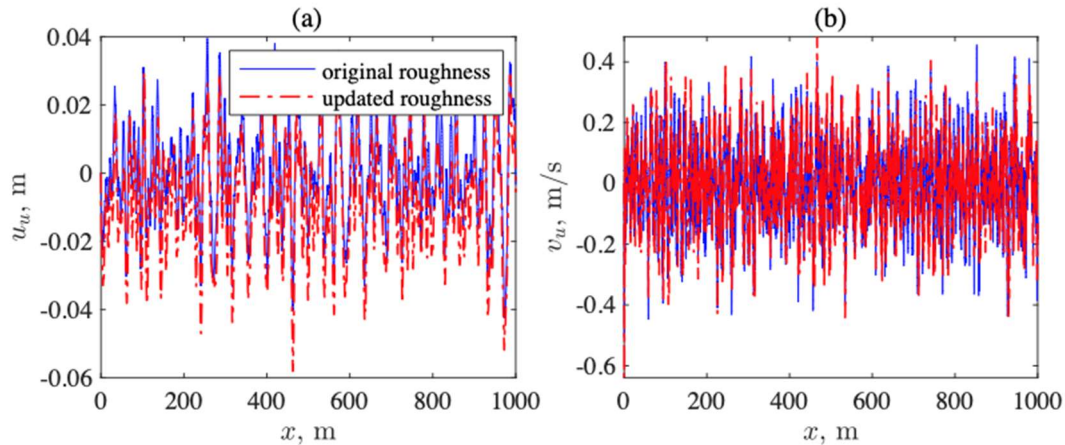 (a)
0.04
0.02
0
-0.02
-0.04
-0.06
u_u, m
original roughness
updated roughness
0 200 400 600 800 1000
x, m
(b)
0.4
0.2
0
-0.2
-0.4
-0.6
v_u, m/s
0 200 400 600 800 1000
x, m